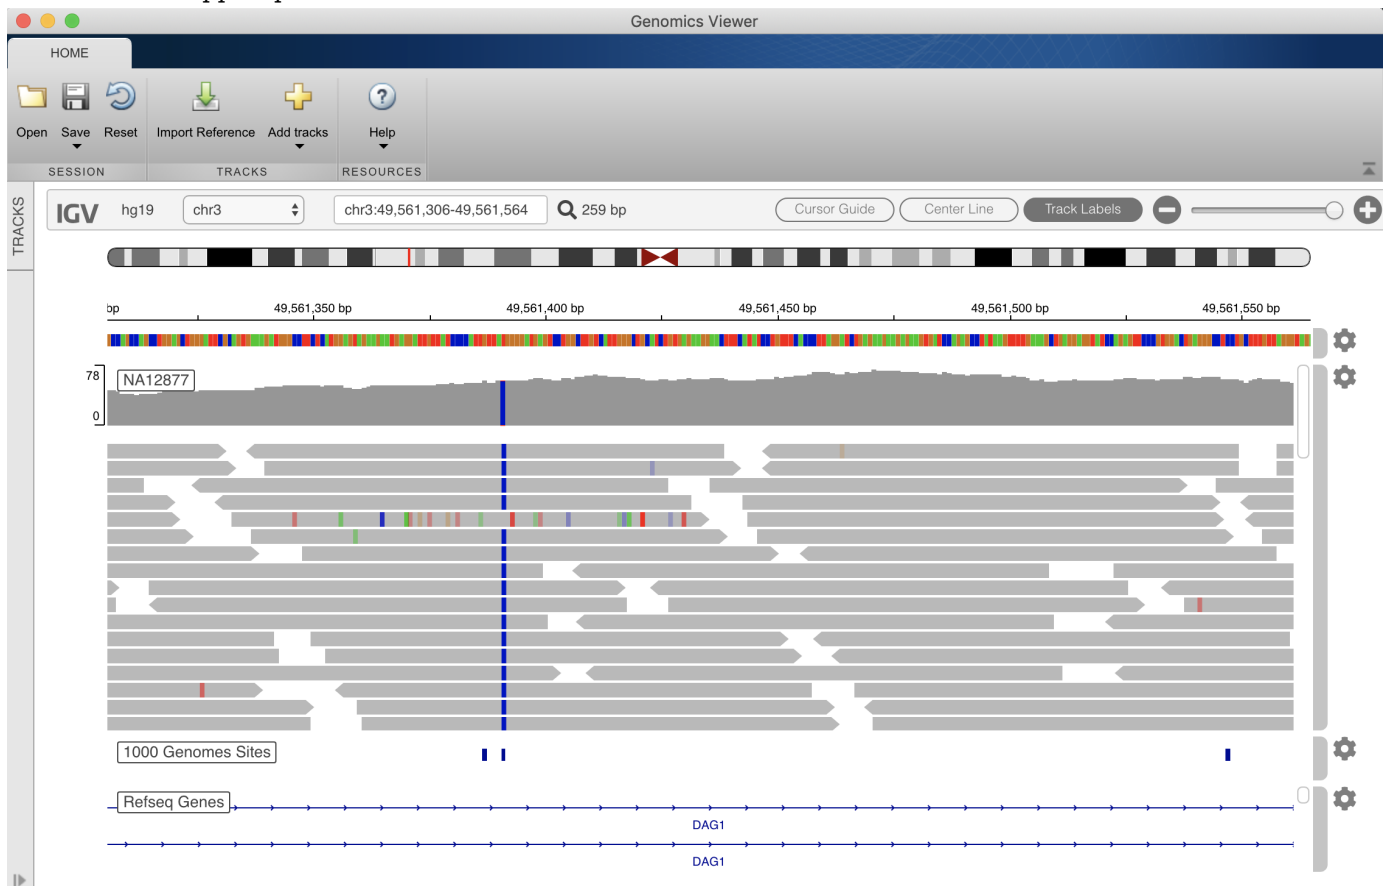 Genomics Viewer
HOME
Open Save Reset Import Reference Add tracks Help
SESSION TRACKS RESOURCES
TRACKS
IGV hg19 chr3 chr3:49,561,306-49,561,564 259 bp Cursor Guide Center Line Track Labels
bp 49,561,350 bp 49,561,400 bp 49,561,450 bp 49,561,500 bp 49,561,550 bp
78 NA12877
0
1000 Genomes Sites
Refseq Genes
DAG1
DAG1